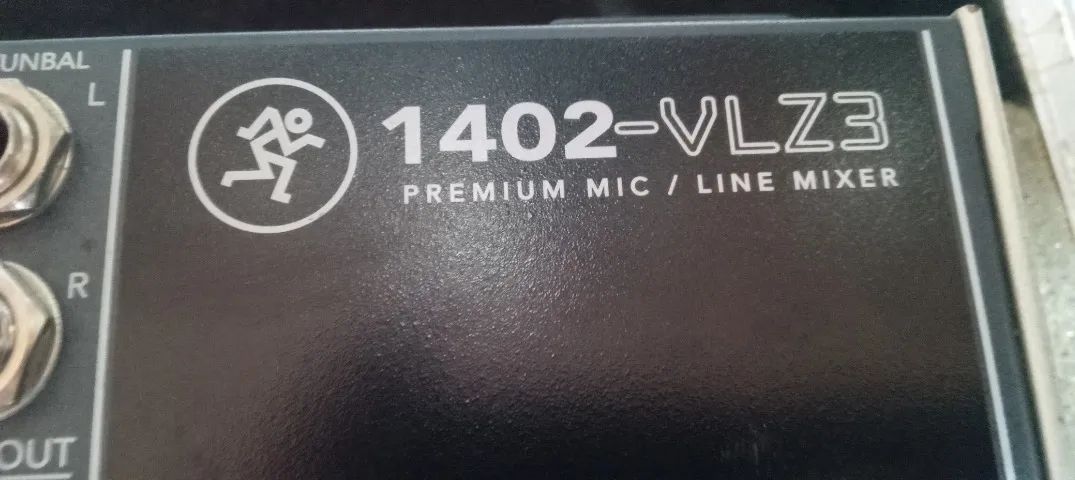 UNBAL
L
1402-VLZ3
PREMIUM MIC / LINE MIXER
R
OUT